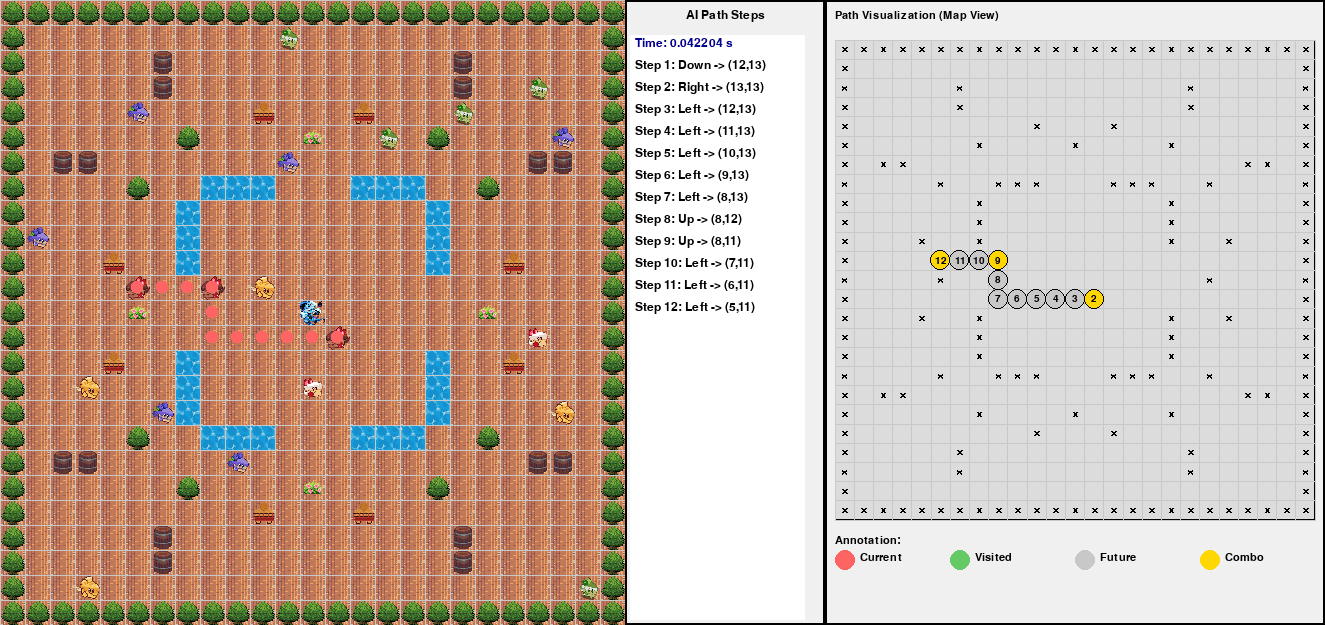 AI Path Steps
Time: 0.042204 s
Step 1: Down -> (12,13)
Step 2: Right -> (13,13)
Step 3: Left -> (12,13)
Step 4: Left -> (11,13)
Step 5: Left -> (10,13)
Step 6: Left -> (9,13)
Step 7: Left -> (8,13)
Step 8: Up -> (8,12)
Step 9: Up -> (8,11)
Step 10: Left -> (7,11)
Step 11: Left -> (6,11)
Step 12: Left -> (5,11)
Path Visualization (Map View)
x x x x x x x x x x x x x x x x x x x x x x x x x
x x
x x x x
x x x x
x x x x
x x x x x
x x x x x x
x x x x x x x x x x
x x x x
x x x x
x x x x x x
x 12 11 10 9 x
x x 8 x x
x 7 6 5 4 3 2 x
x x x x x x
x x x x
x x x x
x x x x x x x x x x
x x x x x x
x x x x x
x x x x
x x x x
x x x x
x x
x x x x x x x x x x x x x x x x x x x x x x x x x
Annotation:
Current Visited Future Combo